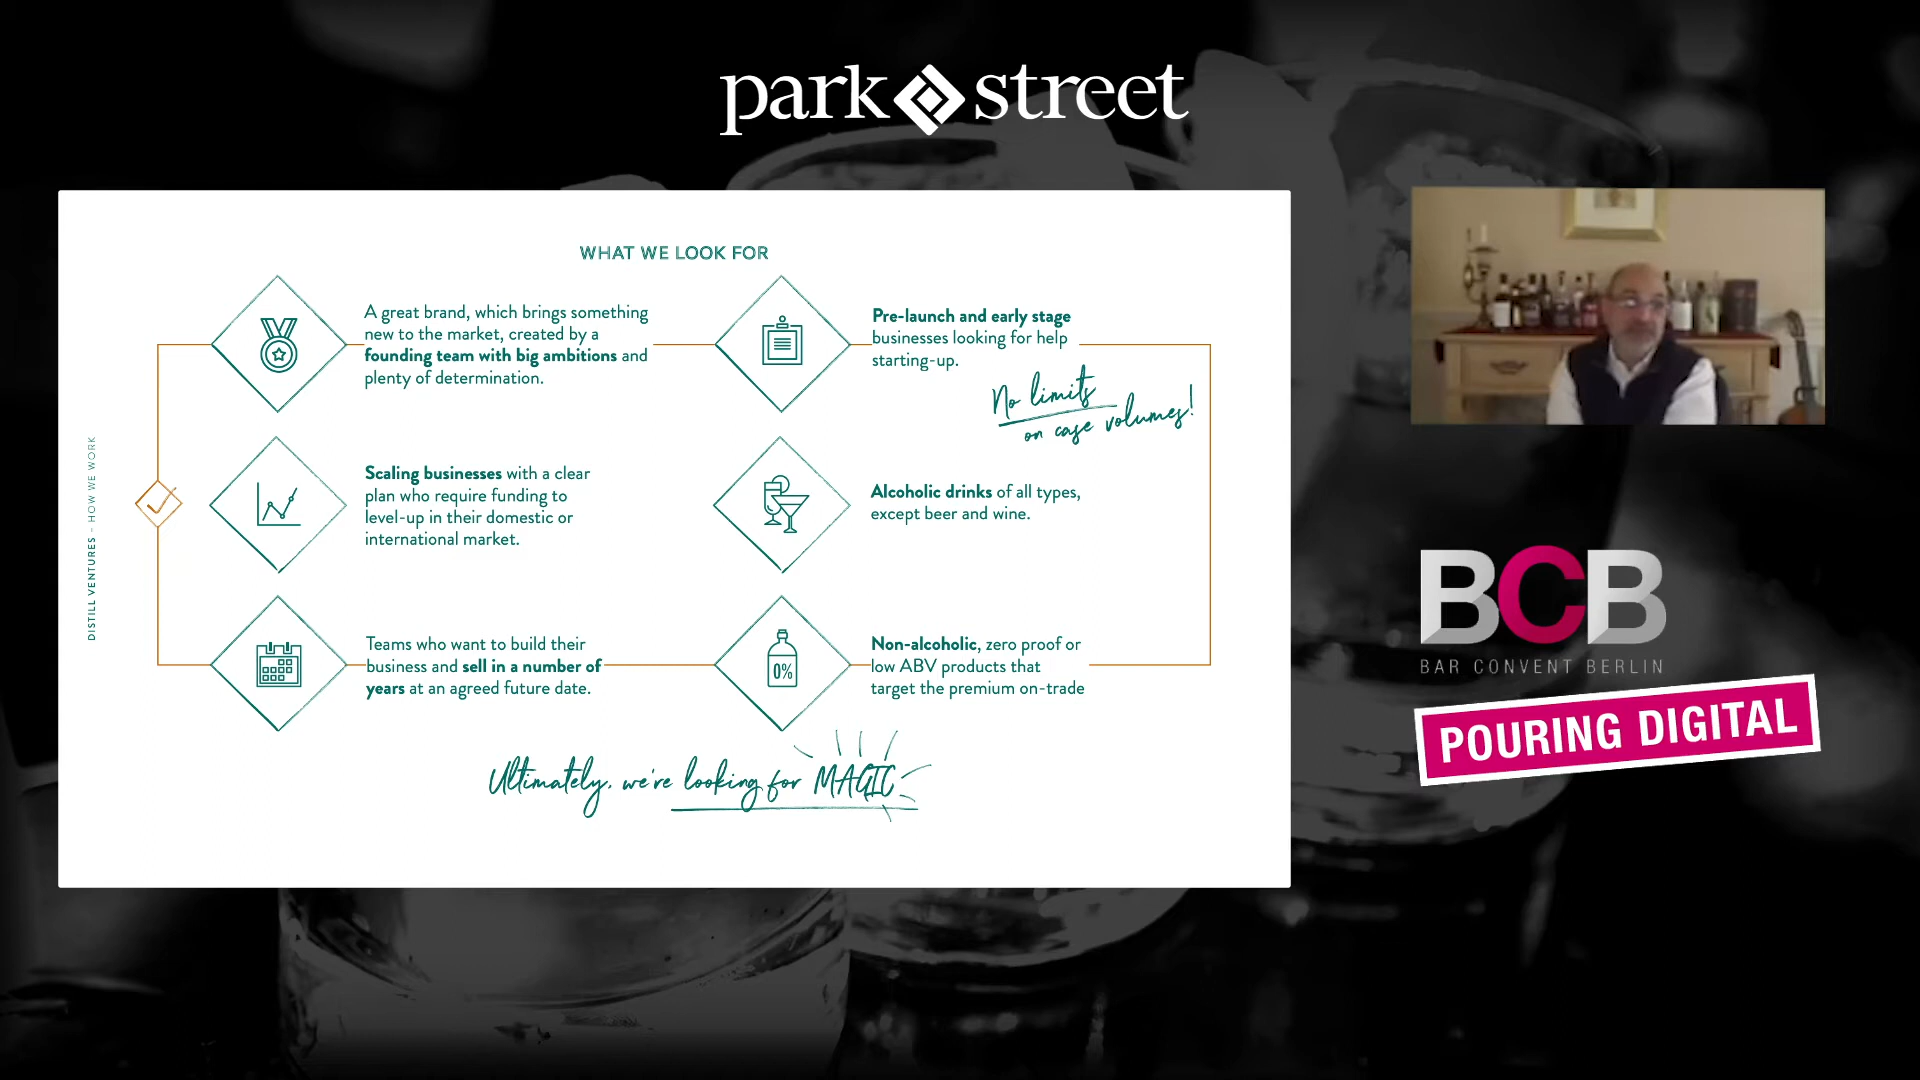 park street
WHAT WE LOOK FOR
A great brand, which brings something
new to the market, created by a
founding team with big ambitions and
plenty of determination.
Pre-launch and early stage
businesses looking for help
starting-up.
No limits
on case volumes!
Scaling businesses with a clear
plan who require funding to
level-up in their domestic or
international market.
Alcoholic drinks of all types,
except beer and wine.
Teams who want to build their
business and sell in a number of
years at an agreed future date.
0%
Non-alcoholic, zero proof or
low ABV products that
target the premium on-trade
Ultimately, we're looking for MAGIC
DISTILL VENTURES - HOW WE WORK
BCB
BAR CONVENT BERLIN
POURING DIGITAL